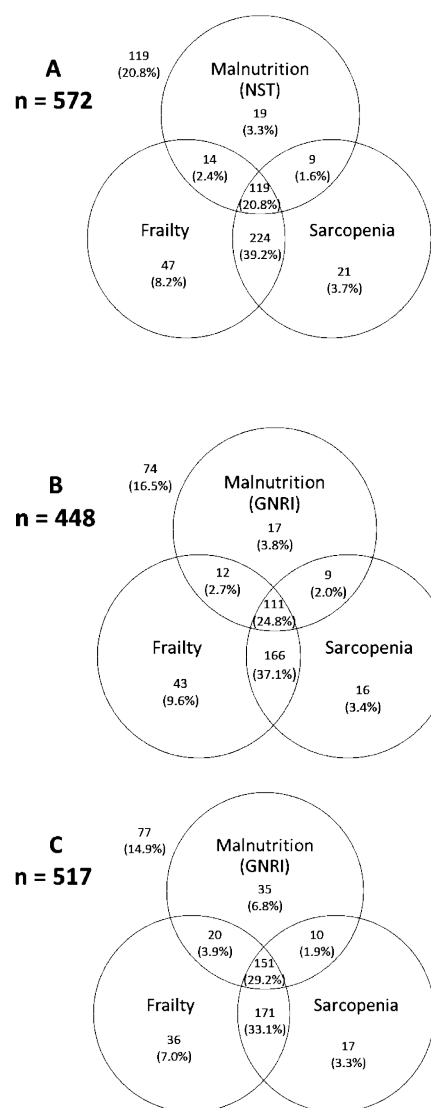 119
(20.8%)
A
n = 572
Malnutrition
(NST)
19
(3.3%)
14
(2.4%)
9
(1.6%)
119
(20.8%)
Frailty
224
(39.2%)
Sarcopenia
47
(8.2%)
21
(3.7%)
74
(16.5%)
B
n = 448
Malnutrition
(GNRI)
17
(3.8%)
12
(2.7%)
9
(2.0%)
111
(24.8%)
Frailty
166
(37.1%)
Sarcopenia
43
(9.6%)
16
(3.4%)
77
(14.9%)
C
n = 517
Malnutrition
(GNRI)
35
(6.8%)
20
(3.9%)
10
(1.9%)
151
(29.2%)
Frailty
171
(33.1%)
Sarcopenia
36
(7.0%)
17
(3.3%)